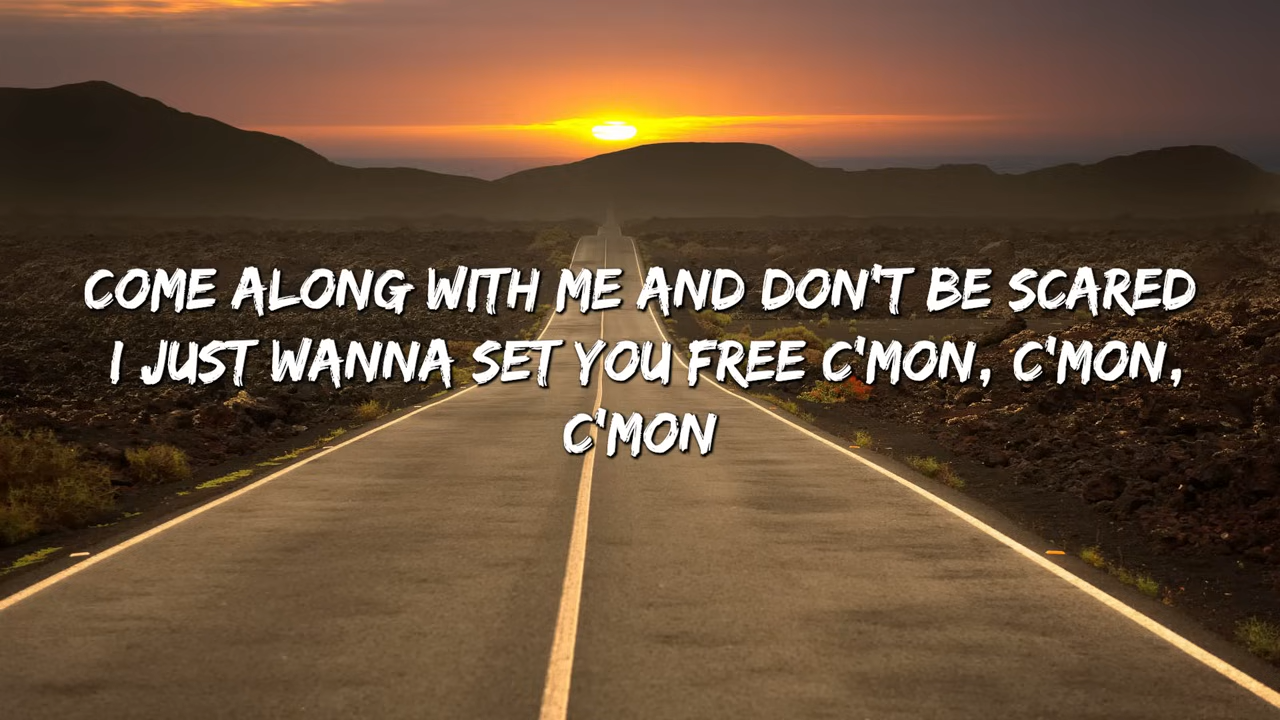 COME ALONG WITH ME AND DON'T BE SCARED
I JUST WANNA SET YOU FREE C'MON, C'MON,
C'MON